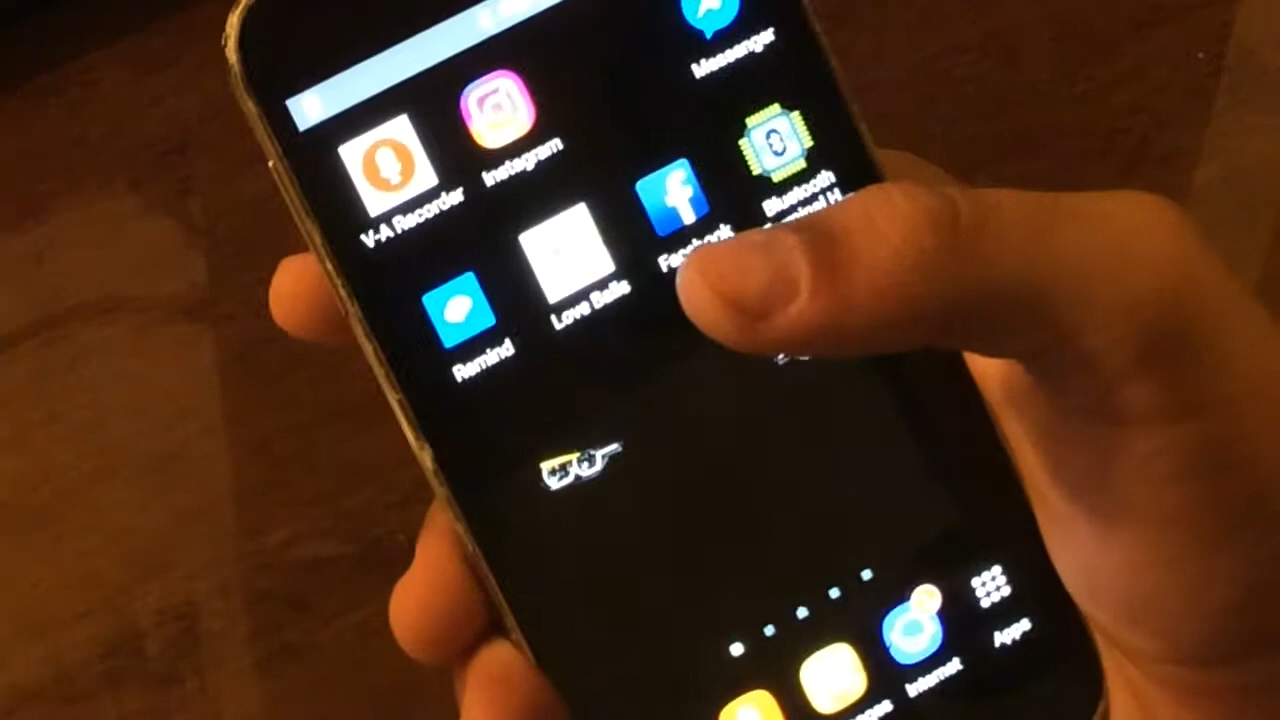 Messenger
Instagram
V-A Recorder
Bluetooth
Facebook
Love Balls
Remind
Apps
Internet